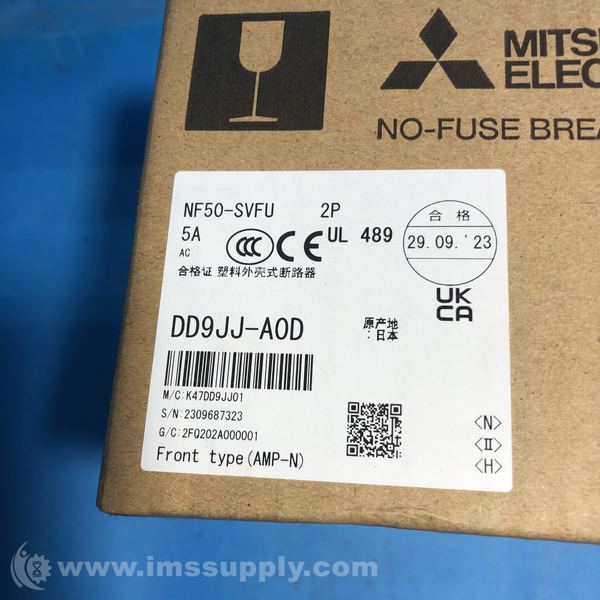 MITS
ELEC
NO-FUSE BREA
NF50-SVFU 2P
5A
AC
CCC CE UL 489
合格
29.09.'23
合格证 塑料外壳式断路器
UK
CA
DD9JJ-A0D
原产地
:日本
M/C:K47DD9JJ01
S/N:2309687323
G/C:2FQ202A000001
Front type(AMP-N)
<N>
<II>
<H>
www.imssupply.com